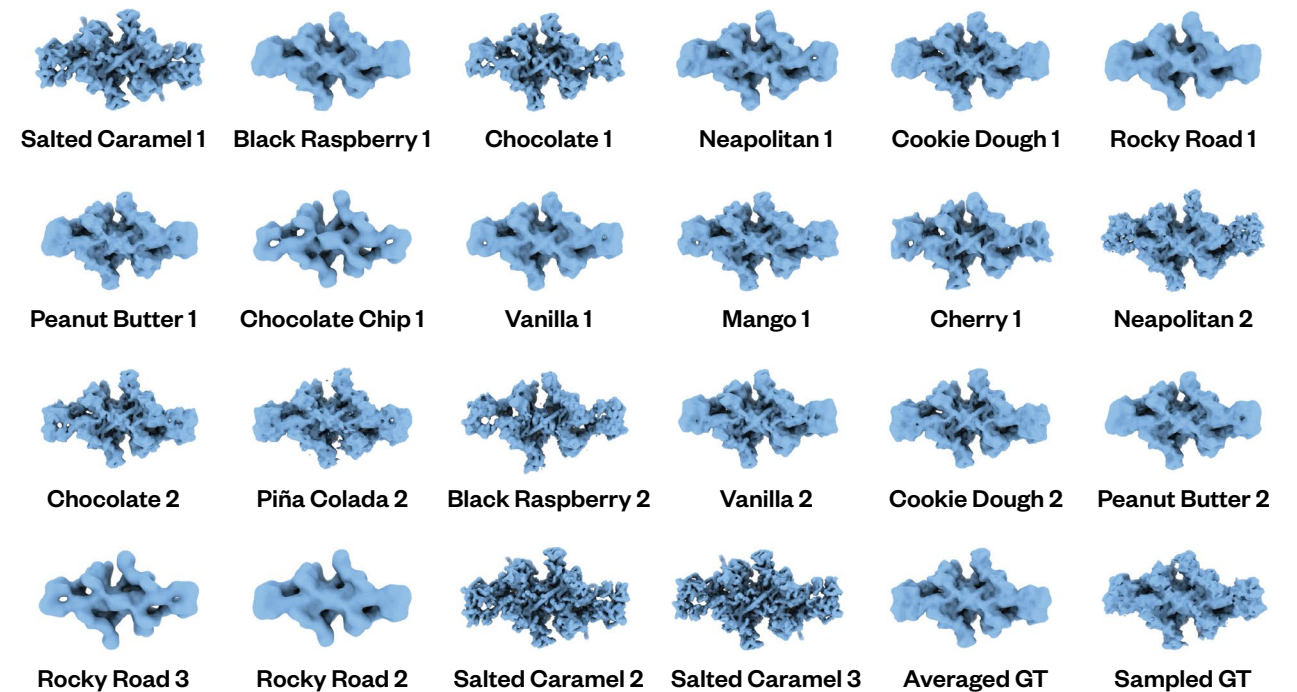 Salted Caramel 1
Black Raspberry 1
Chocolate 1
Neapolitan 1
Cookie Dough 1
Rocky Road 1
Peanut Butter 1
Chocolate Chip 1
Vanilla 1
Mango 1
Cherry 1
Neapolitan 2
Chocolate 2
Piña Colada 2
Black Raspberry 2
Vanilla 2
Cookie Dough 2
Peanut Butter 2
Rocky Road 3
Rocky Road 2
Salted Caramel 2
Salted Caramel 3
Averaged GT
Sampled GT